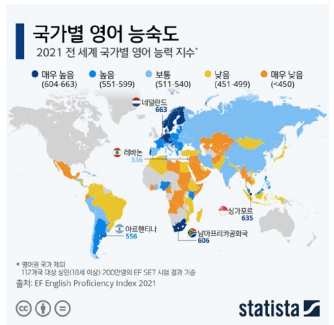 국가별 영어 능숙도
2021 전 세계 국가별 영어 능력 지수*
매우 높음 높음 보통 낮음 매우 낮음
(604-663) (551-599) (511-540) (451-499) (<450)
네덜란드
663
레바논
536
싱가포르
635
아르헨티나
556
남아프리카공화국
606
* 영어권 국가 제외
112개국 대상 성인(18세 이상) 200만명의 EF SET 시험 결과 기준
출처: EF English Proficiency Index 2021
cc
statista